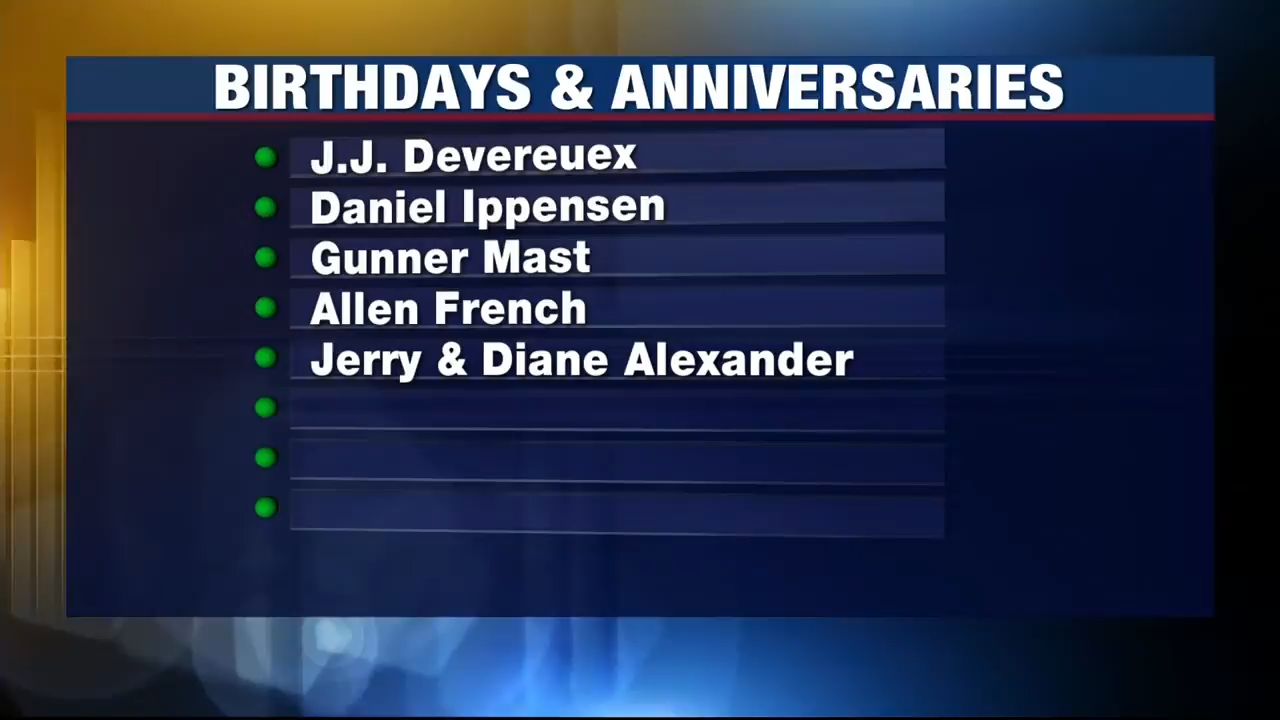 BIRTHDAYS & ANNIVERSARIES
J.J. Devereuex
Daniel Ippensen
Gunner Mast
Allen French
Jerry & Diane Alexander